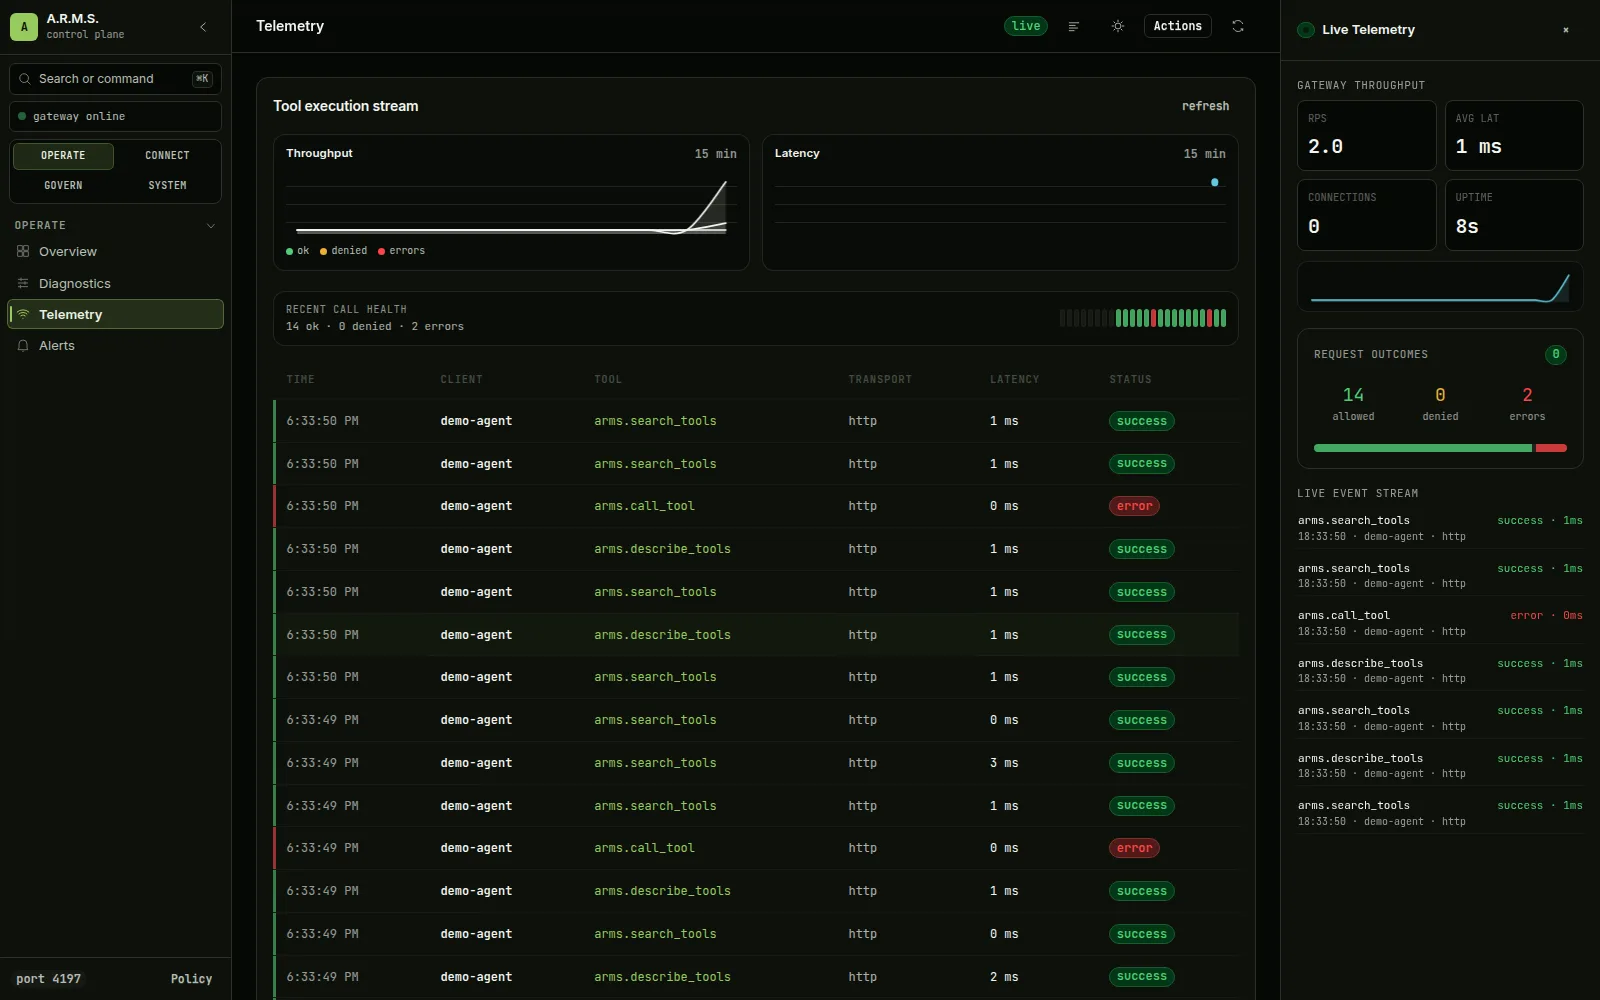 A
A.R.M.S.
control plane
Search or command ⌘K
gateway online
OPERATE CONNECT
GOVERN SYSTEM
OPERATE
Overview
Diagnostics
Telemetry
Alerts
port 4197 Policy
Telemetry live Actions
Tool execution stream refresh
Throughput 15 min
ok denied errors
Latency 15 min
RECENT CALL HEALTH
14 ok · 0 denied · 2 errors
TIME CLIENT TOOL TRANSPORT LATENCY STATUS
6:33:50 PM demo-agent arms.search_tools http 1 ms success
6:33:50 PM demo-agent arms.search_tools http 1 ms success
6:33:50 PM demo-agent arms.call_tool http 0 ms error
6:33:50 PM demo-agent arms.describe_tools http 1 ms success
6:33:50 PM demo-agent arms.search_tools http 1 ms success
6:33:50 PM demo-agent arms.describe_tools http 1 ms success
6:33:50 PM demo-agent arms.search_tools http 1 ms success
6:33:49 PM demo-agent arms.search_tools http 0 ms success
6:33:49 PM demo-agent arms.search_tools http 3 ms success
6:33:49 PM demo-agent arms.search_tools http 1 ms success
6:33:49 PM demo-agent arms.call_tool http 0 ms error
6:33:49 PM demo-agent arms.describe_tools http 1 ms success
6:33:49 PM demo-agent arms.search_tools http 0 ms success
6:33:49 PM demo-agent arms.describe_tools http 2 ms success
Live Telemetry ×
GATEWAY THROUGHPUT
RPS AVG LAT
2.0 1 ms
CONNECTIONS UPTIME
0 8s
REQUEST OUTCOMES 0
14 0 2
allowed denied errors
LIVE EVENT STREAM
arms.search_tools success · 1ms
18:33:50 · demo-agent · http
arms.search_tools success · 1ms
18:33:50 · demo-agent · http
arms.call_tool error · 0ms
18:33:50 · demo-agent · http
arms.describe_tools success · 1ms
18:33:50 · demo-agent · http
arms.search_tools success · 1ms
18:33:50 · demo-agent · http
arms.describe_tools success · 1ms
18:33:50 · demo-agent · http
arms.search_tools success · 1ms
18:33:50 · demo-agent · http